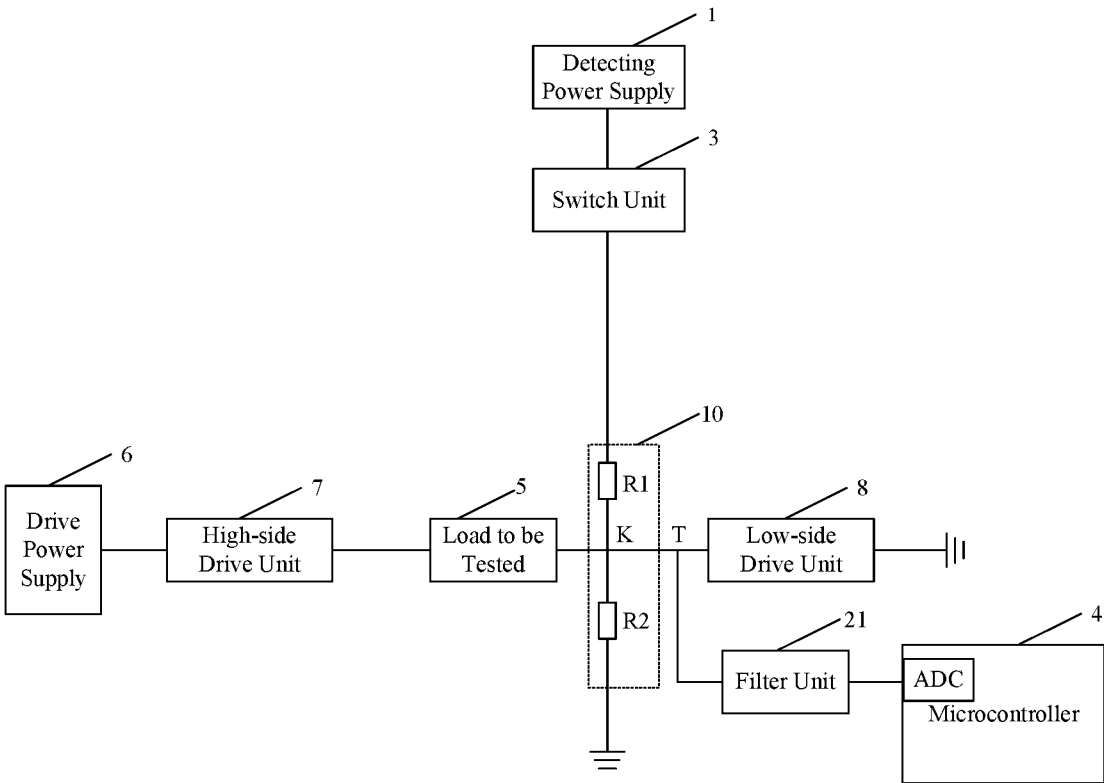 1
Detecting
Power Supply
3
Switch Unit
10
R1
6
Drive
Power
Supply
7
High-side
Drive Unit
5
Load to be
Tested
K
T
8
Low-side
Drive Unit
R2
21
Filter Unit
4
ADC
Microcontroller